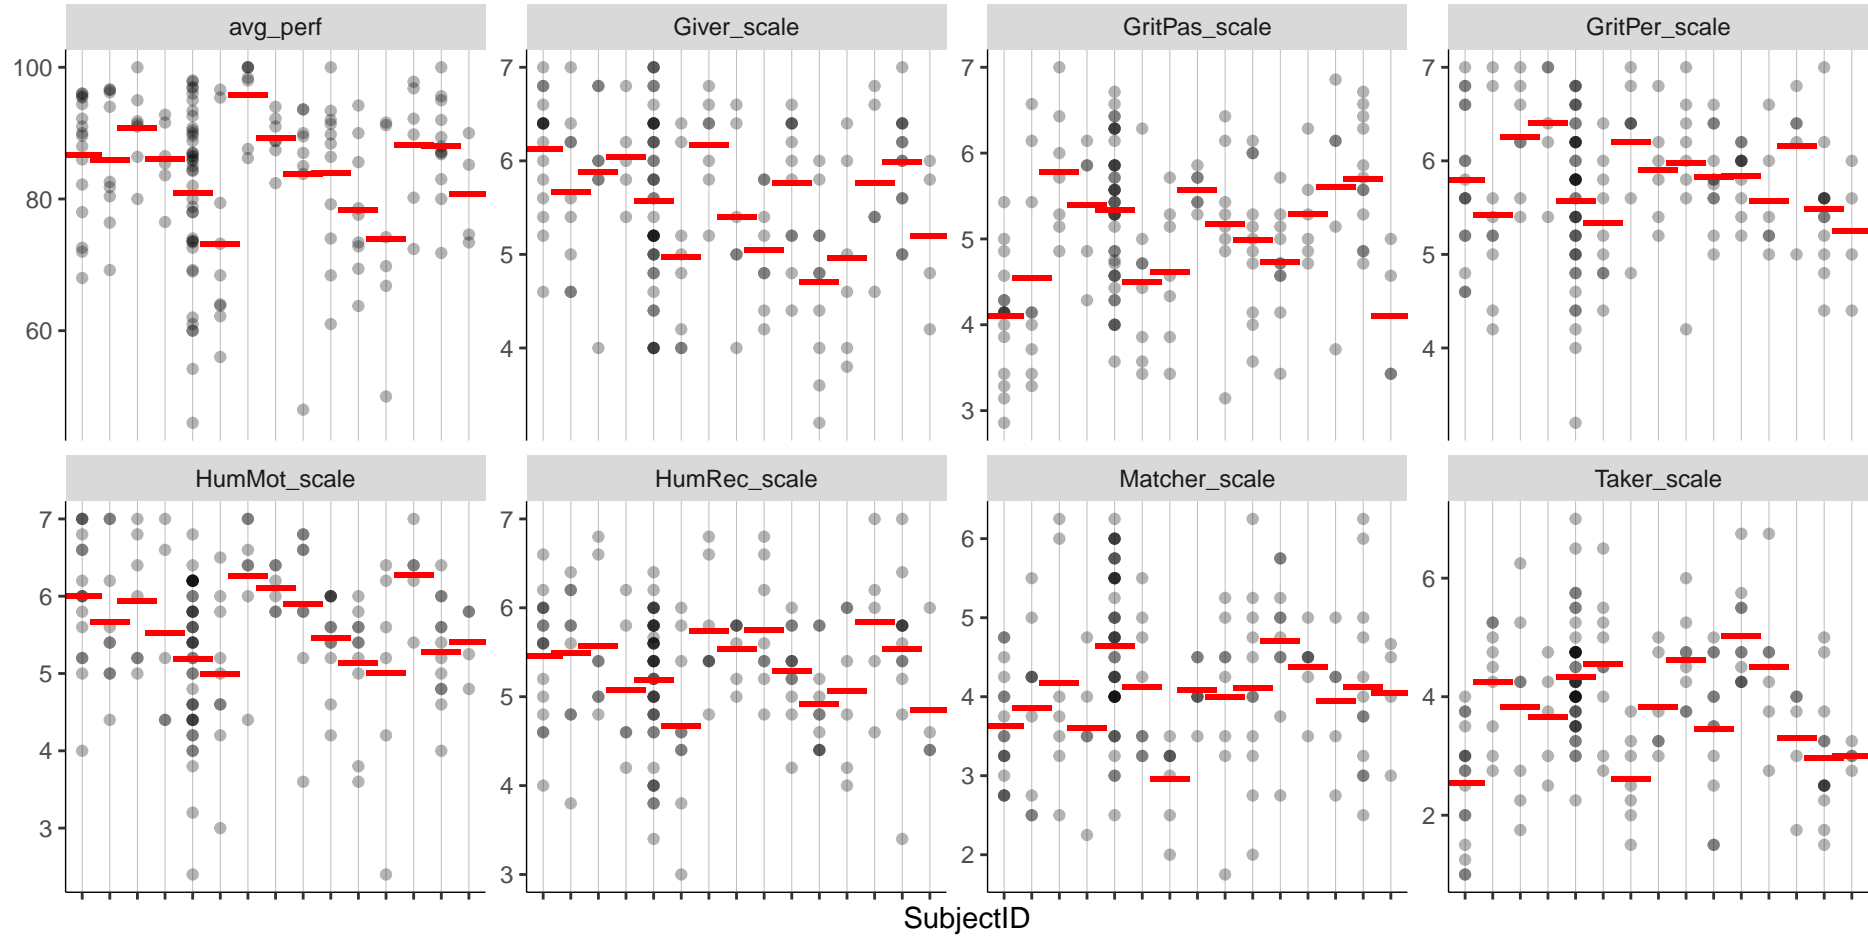 avg_perf Giver_scale GritPas_scale GritPer_scale
100 7 7 7
80 6 6 6
60 5 5 5
4 4 4
3
HumMot_scale HumRec_scale Matcher_scale Taker_scale
7 7 6 6
6 6 5 4
5 5 4 2
4 4 3
3 3 2
SubjectID